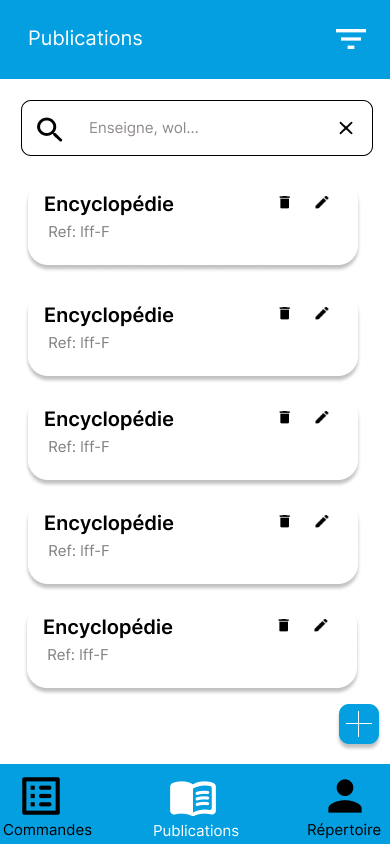 Publications
Enseigne, wol...
Encyclopédie
Ref: Iff-F
Encyclopédie
Ref: Iff-F
Encyclopédie
Ref: Iff-F
Encyclopédie
Ref: Iff-F
Encyclopédie
Ref: Iff-F
Commandes
Publications
Répertoire